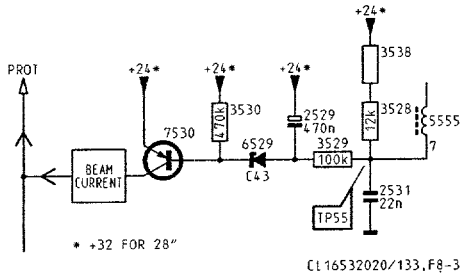 +24*
3538
PROT
+24*
+24*
+24*
7530
3530
470k
2529
470n
3528
12k
5555
7
6529
3529
100k
BEAM
CURRENT
C43
2531
22n
TP55
* +32 FOR 28"
CL16532020/133.F8-3